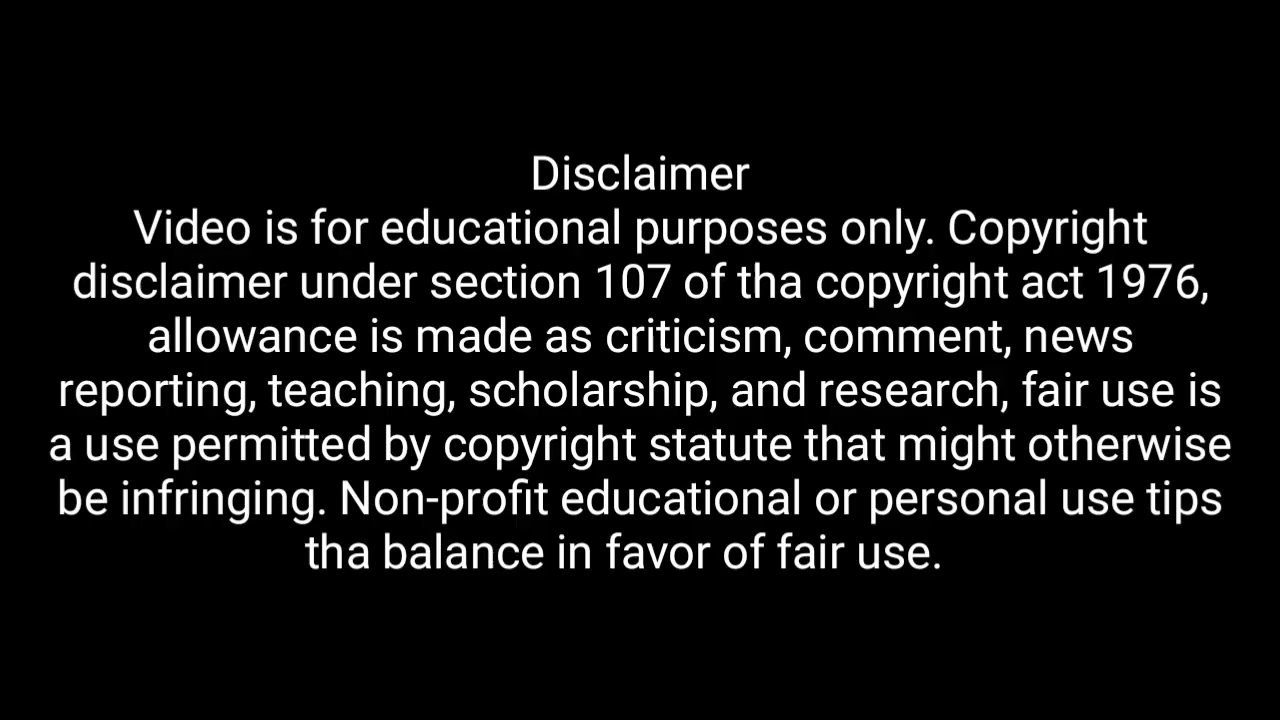 Disclaimer
Video is for educational purposes only. Copyright
disclaimer under section 107 of tha copyright act 1976,
allowance is made as criticism, comment, news
reporting, teaching, scholarship, and research, fair use is
a use permitted by copyright statute that might otherwise
be infringing. Non-profit educational or personal use tips
tha balance in favor of fair use.